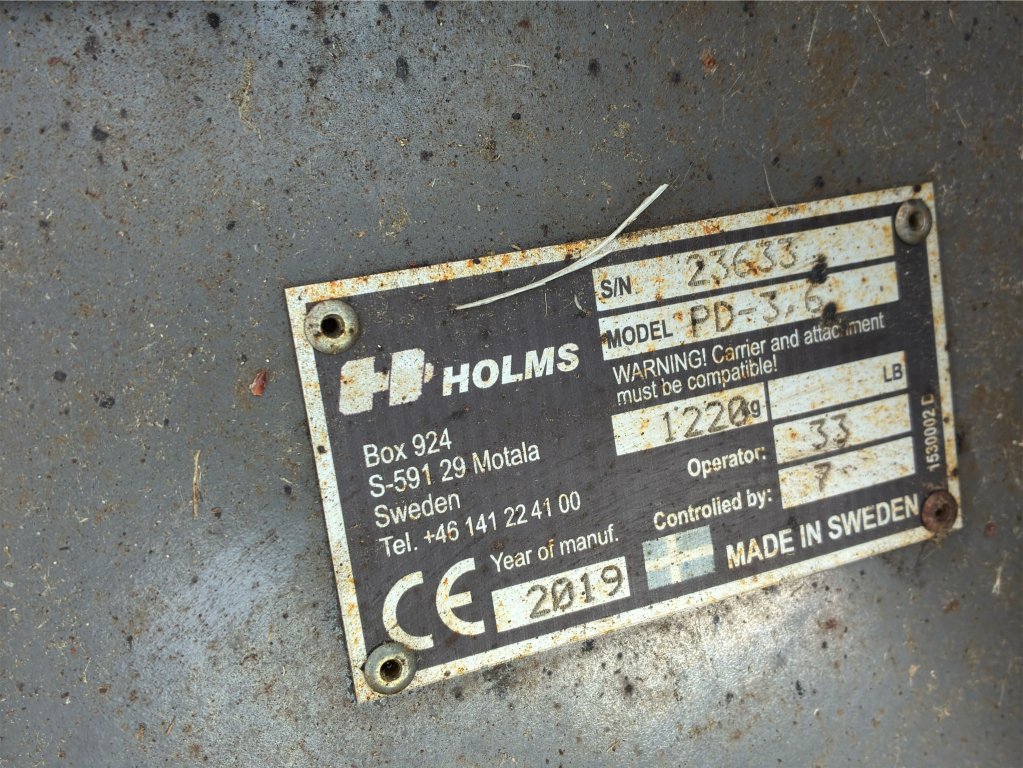 HOLMS
Box 924
S-591 29 Motala
Sweden
Tel. +46 141 22 41 00
CE
Year of manuf.
2019
S/N 23633
MODEL PD-3.6
WARNING! Carrier and attachment
must be compatible!
1220kg
LB
Operator: 33
Controlled by: 7
MADE IN SWEDEN
1530002 D